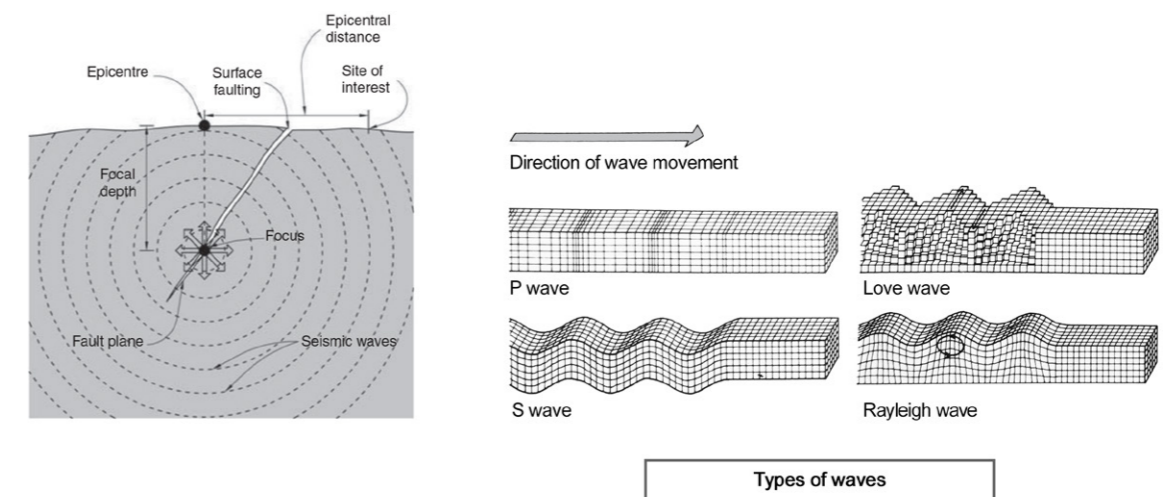 Epicentral
distance
Epicentre
Surface
faulting
Site of
interest
Focal
depth
Focus
Fault plane
Seismic waves
Direction of wave movement
P wave
Love wave
S wave
Rayleigh wave
Types of waves